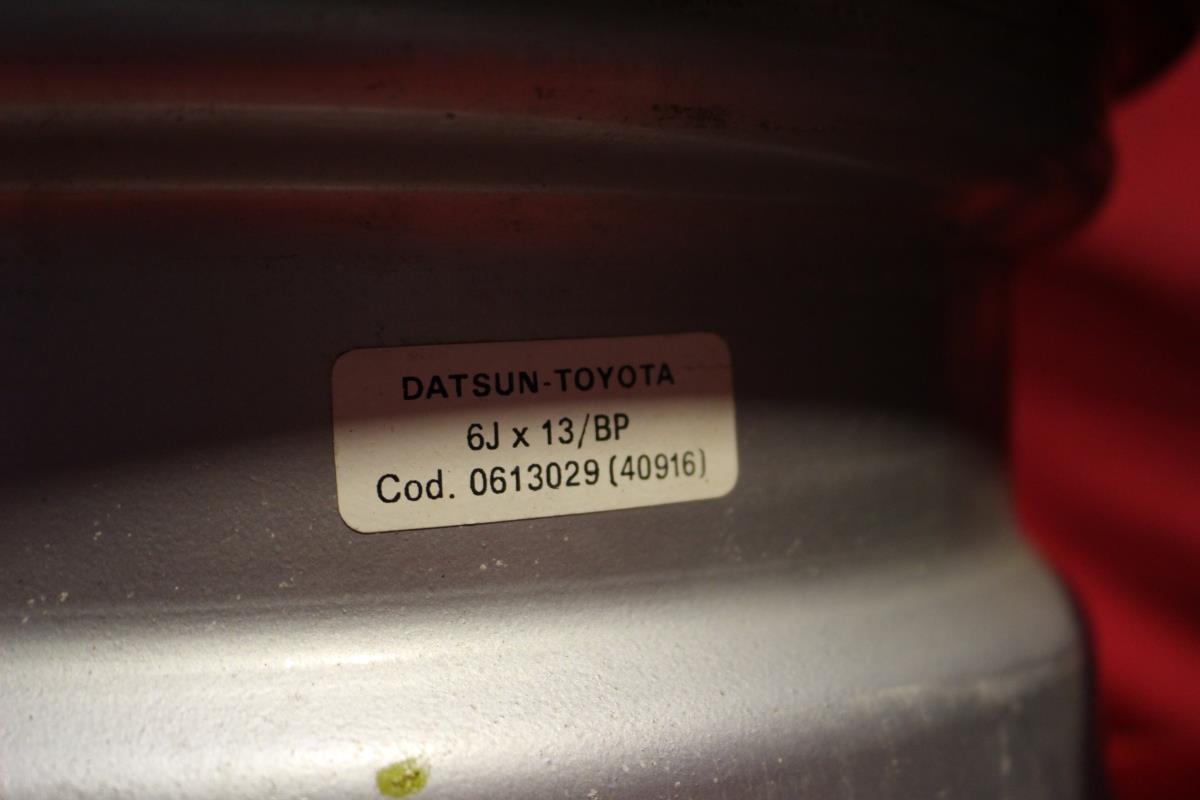 DATSUN-TOYOTA
6J x 13/BP
Cod. 0613029 (40916)